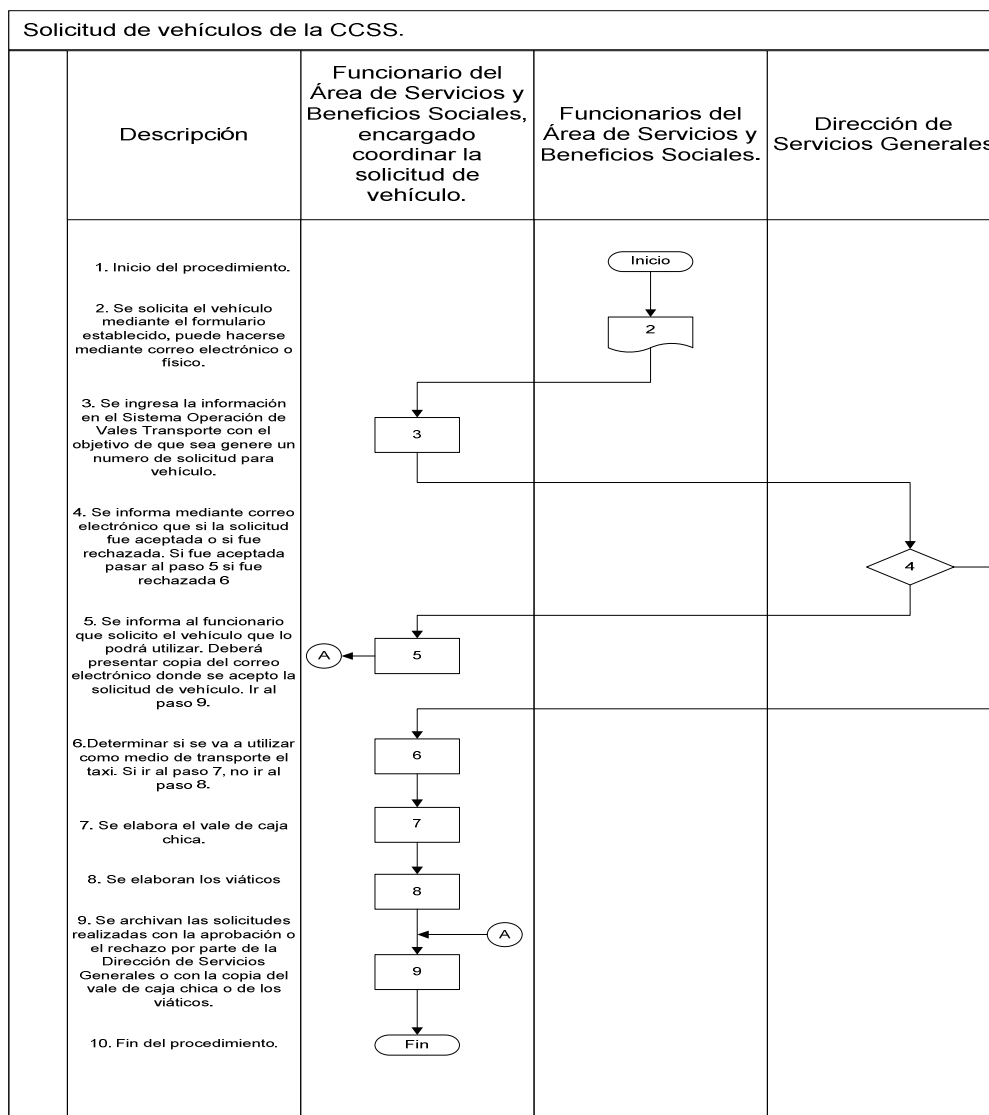 Solicitud de vehículos de la CCSS.
Descripción
Funcionario del
Área de Servicios y
Beneficios Sociales,
encargado
coordinar la
solicitud de
vehículo.
Funcionarios del
Área de Servicios y
Beneficios Sociales.
Dirección de
Servicios Generales
1. Inicio del procedimiento.
2. Se solicita el vehículo
mediante el formulario
establecido, puede hacerse
mediante correo electrónico o
físico.
3. Se ingresa la información
en el Sistema Operación de
Vales Transporte con el
objetivo de que sea genere un
numero de solicitud para
vehículo.
4. Se informa mediante correo
electrónico que si la solicitud
fue aceptada o si fue
rechazada. Si fue aceptada
pasar al paso 5 si fue
rechazada 6
5. Se informa al funcionario
que solicito el vehículo que lo
podrá utilizar. Deberá
presentar copia del correo
electrónico donde se acepto la
solicitud de vehículo. Ir al
paso 9.
6.Determinar si se va a utilizar
como medio de transporte el
taxi. Si ir al paso 7, no ir al
paso 8.
7. Se elabora el vale de caja
chica.
8. Se elaboran los viáticos
9. Se archivan las solicitudes
realizadas con la aprobación o
el rechazo por parte de la
Dirección de Servicios
Generales o con la copia del
vale de caja chica o de los
viáticos.
10. Fin del procedimiento.
Inicio
2
3
4
A
5
6
7
8
A
9
Fin